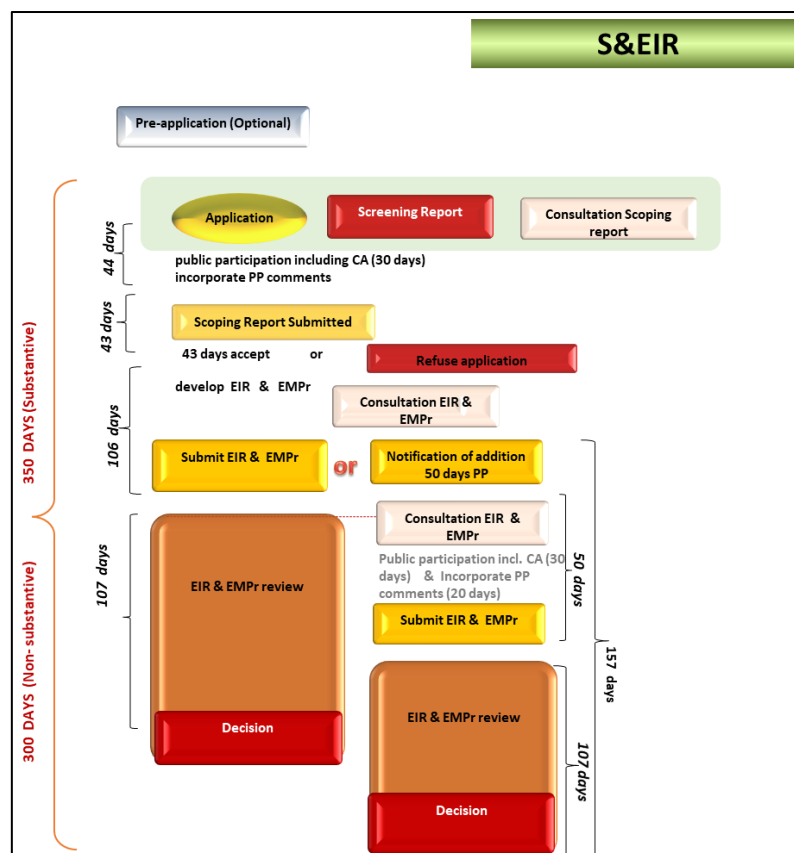 S&EIR
Pre-application (Optional)
Application
Screening Report
Consultation Scoping
report
44 days
public participation including CA (30 days)
incorporate PP comments
43 days
Scoping Report Submitted
43 days accept or
Refuse application
350 DAYS (Substantive)
106 days
develop EIR & EMPr
Consultation EIR &
EMPr
Submit EIR & EMPr
or
Notification of addition
50 days PP
300 DAYS (Non- substantive)
107 days
EIR & EMPr review
Decision
Consultation EIR &
EMPr
Public participation incl. CA (30
days) & Incorporate PP
comments (20 days)
Submit EIR & EMPr
50 days
157 days
EIR & EMPr review
Decision
107 days